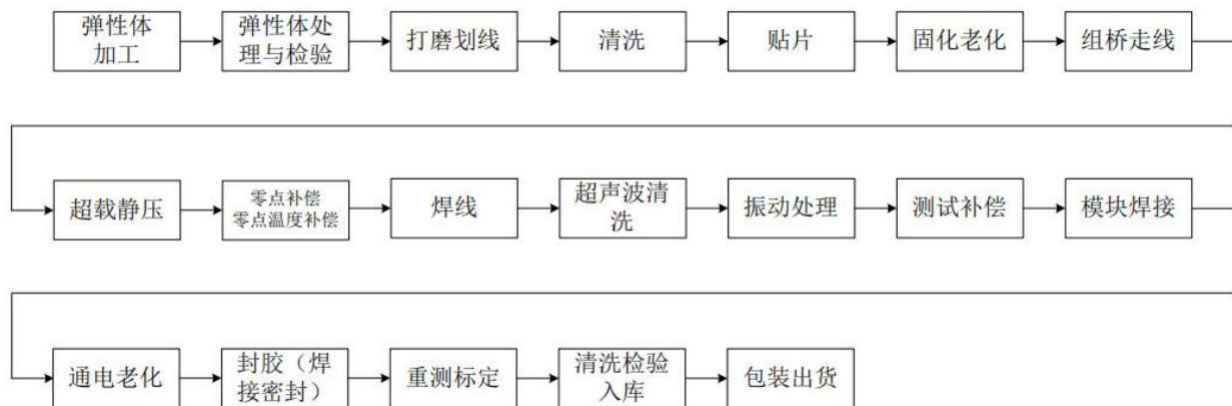 弹性体
加工
弹性体处
理与检验
打磨划线
清洗
贴片
固化老化
组桥走线
超载静压
零点补偿
零点温度补偿
焊线
超声波清
洗
振动处理
测试补偿
模块焊接
通电老化
封胶（焊
接密封）
重测标定
清洗检验
入库
包装出货